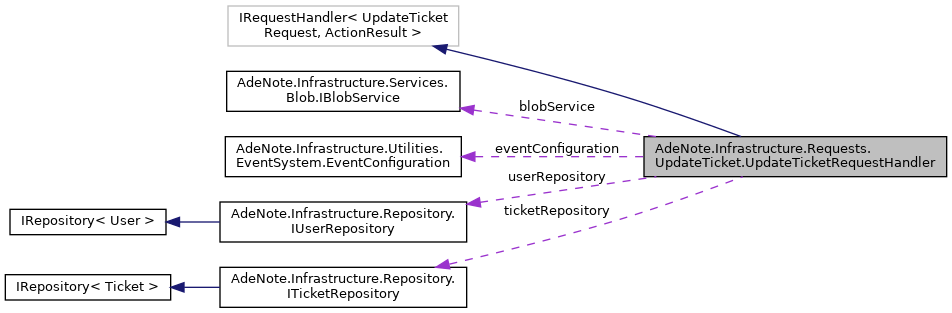 IRequestHandler< UpdateTicket
Request, ActionResult >
AdeNote.Infrastructure.Services.
Blob.IBlobService
blobService
AdeNote.Infrastructure.Utilities.
EventSystem.EventConfiguration
eventConfiguration
AdeNote.Infrastructure.Requests.
UpdateTicket.UpdateTicketRequestHandler
userRepository
IRepository< User >
AdeNote.Infrastructure.Repository.
IUserRepository
ticketRepository
IRepository< Ticket >
AdeNote.Infrastructure.Repository.
ITicketRepository